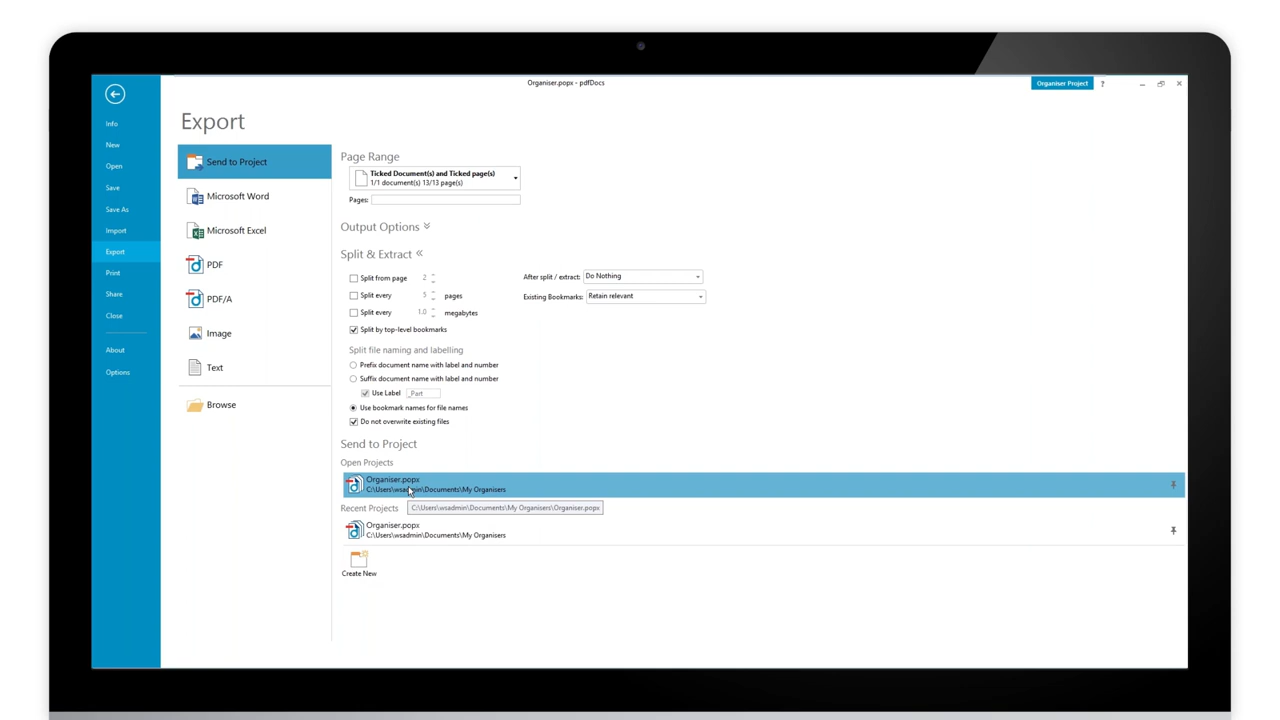 Organiser.popx - pdfDocs
Organiser Project
?
Info
New
Open
Save
Save As
Import
Export
Print
Share
Close
About
Options
Export
Send to Project
Microsoft Word
Microsoft Excel
PDF
PDF/A
Image
Text
Browse
Page Range
Ticked Document(s) and Ticked page(s)
1/1 document(s) 13/13 page(s)
Pages:
Output Options
Split & Extract
Split from page 2
Split every 5 pages
Split every 1.0 megabytes
Split by top-level bookmarks
After split / extract: Do Nothing
Existing Bookmarks: Retain relevant
Split file naming and labelling
Prefix document name with label and number
Suffix document name with label and number
Use Label _Part
Use bookmark names for file names
Do not overwrite existing files
Send to Project
Open Projects
Organiser.popx
C:\Users\wsadmin\Documents\My Organisers
Recent Projects
C:\Users\wsadmin\Documents\My Organisers\Organiser.popx
Organiser.popx
C:\Users\wsadmin\Documents\My Organisers
Create New